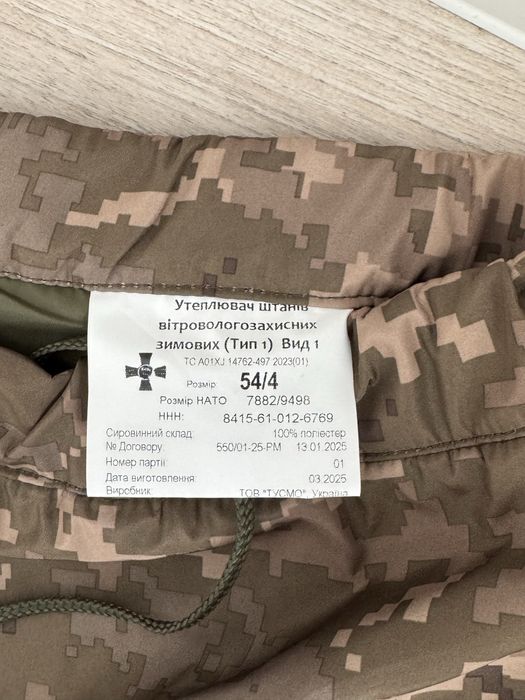 Утеплювач штанів
вітровологозахисних
зимових (Тип 1) Вид 1
ТС А01XJ.14762-497:2023(01)
Розмір: 54/4
Розмір НАТО 7882/9498
ННН: 8415-61-012-6769
Сировинний склад: 100% поліестер
№ Договору: 550/01-25-РМ 13.01.2025
Номер партії 01
Дата виготовлення 03.2025
Виробник: ТОВ "ТУСМО", Україна